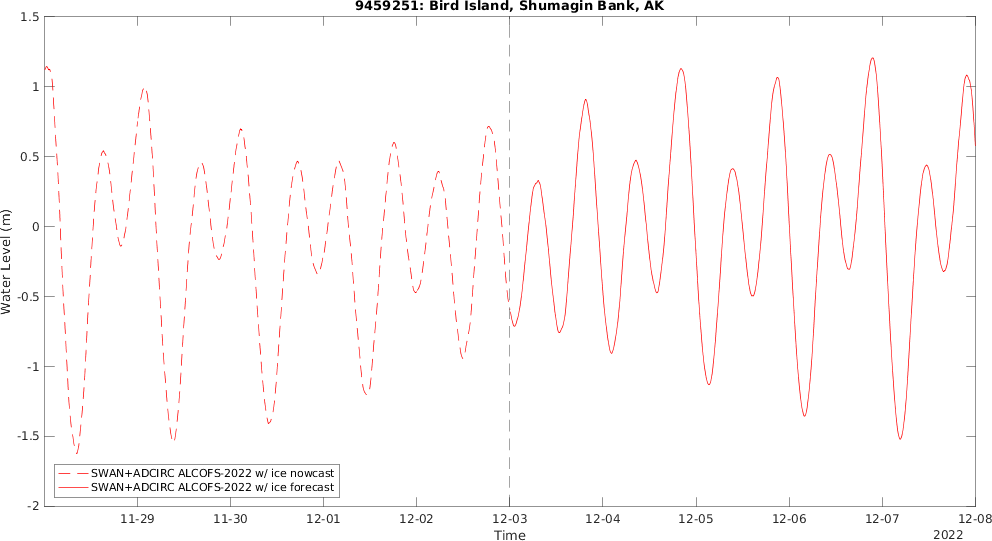 9459251: Bird Island, Shumagin Bank, AK
1.5
1
0.5
0
-0.5
-1
-1.5
-2
Water Level (m)
SWAN+ADCIRC ALCOFS-2022 w/ ice nowcast
SWAN+ADCIRC ALCOFS-2022 w/ ice forecast
11-29 11-30 12-01 12-02 12-03 12-04 12-05 12-06 12-07 12-08
Time
2022